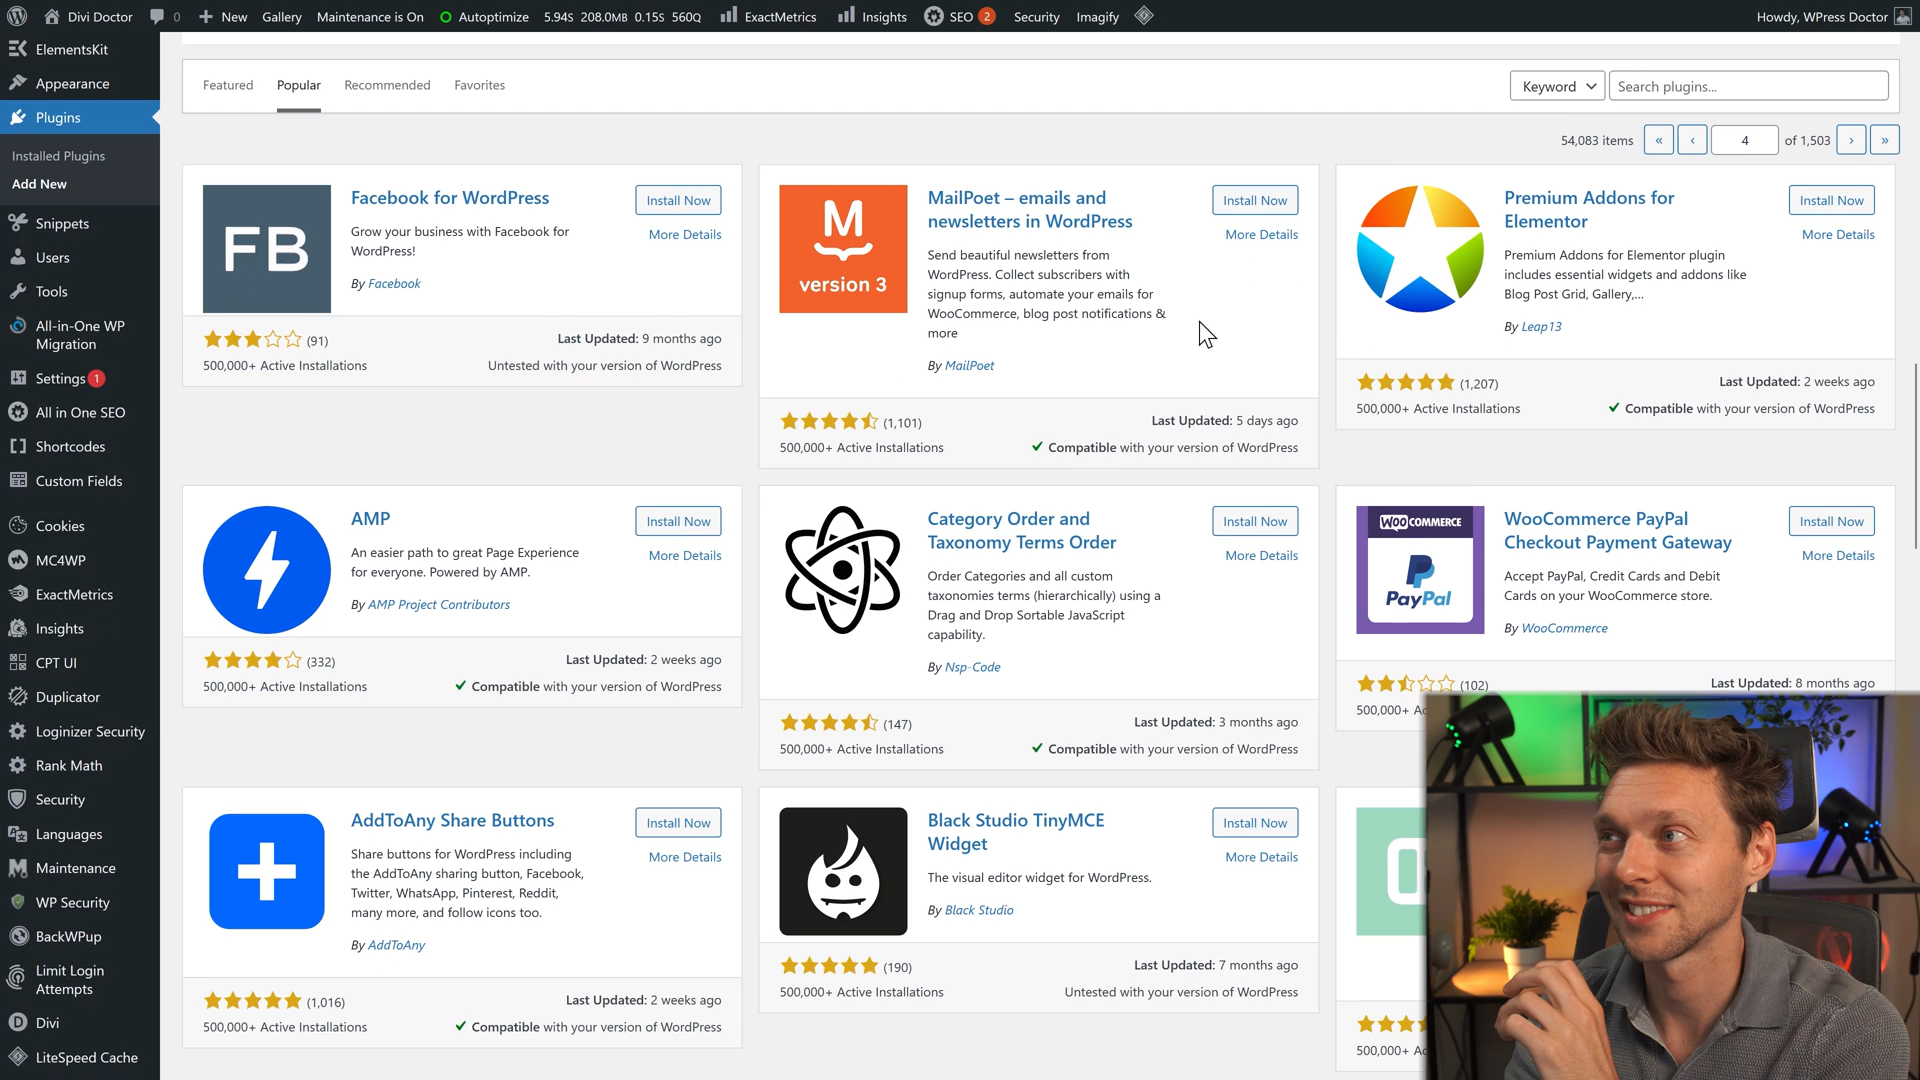 Divi Doctor 0 New Gallery Maintenance is On Autoptimize 5.94S 208.0MB 0.15S 560Q ExactMetrics Insights SEO 2 Security Imagify Howdy, WPress Doctor
ElementsKit
Appearance
Plugins
Installed Plugins
Add New
Snippets
Users
Tools
All-in-One WP
Migration
Settings 1
All in One SEO
Shortcodes
Custom Fields
Cookies
MC4WP
ExactMetrics
Insights
CPT UI
Duplicator
Loginizer Security
Rank Math
Security
Languages
Maintenance
WP Security
BackWPup
Limit Login
Attempts
Divi
LiteSpeed Cache
Featured Popular Recommended Favorites Keyword Search plugins...
54,083 items « ‹ 4 of 1,503 › »
FB
Facebook for WordPress
Install Now
More Details
Grow your business with Facebook for
WordPress!
By Facebook
(91)
Last Updated: 9 months ago
500,000+ Active Installations
Untested with your version of WordPress
M
version 3
MailPoet – emails and
newsletters in WordPress
Install Now
More Details
Send beautiful newsletters from
WordPress. Collect subscribers with
signup forms, automate your emails for
WooCommerce, blog post notifications &
more
By MailPoet
(1,101)
Last Updated: 5 days ago
500,000+ Active Installations
Compatible with your version of WordPress
Premium Addons for
Elementor
Install Now
More Details
Premium Addons for Elementor plugin
includes essential widgets and addons like
Blog Post Grid, Gallery,...
By Leap13
(1,207)
Last Updated: 2 weeks ago
500,000+ Active Installations
Compatible with your version of WordPress
AMP
Install Now
More Details
An easier path to great Page Experience
for everyone. Powered by AMP.
By AMP Project Contributors
(332)
Last Updated: 2 weeks ago
500,000+ Active Installations
Compatible with your version of WordPress
Category Order and
Taxonomy Terms Order
Install Now
More Details
Order Categories and all custom
taxonomies terms (hierarchically) using a
Drag and Drop Sortable JavaScript
capability.
By Nsp-Code
(147)
Last Updated: 3 months ago
500,000+ Active Installations
Compatible with your version of WordPress
WOO COMMERCE
PayPal
WooCommerce PayPal
Checkout Payment Gateway
Install Now
More Details
Accept PayPal, Credit Cards and Debit
Cards on your WooCommerce store.
By WooCommerce
(102)
Last Updated: 8 months ago
500,000+
AddToAny Share Buttons
Install Now
More Details
Share buttons for WordPress including
the AddToAny sharing button, Facebook,
Twitter, WhatsApp, Pinterest, Reddit,
many more, and follow icons too.
By AddToAny
(1,016)
Last Updated: 2 weeks ago
500,000+ Active Installations
Compatible with your version of WordPress
Black Studio TinyMCE
Widget
Install Now
More Details
The visual editor widget for WordPress.
By Black Studio
(190)
Last Updated: 7 months ago
500,000+ Active Installations
Untested with your version of WordPress
500,000+